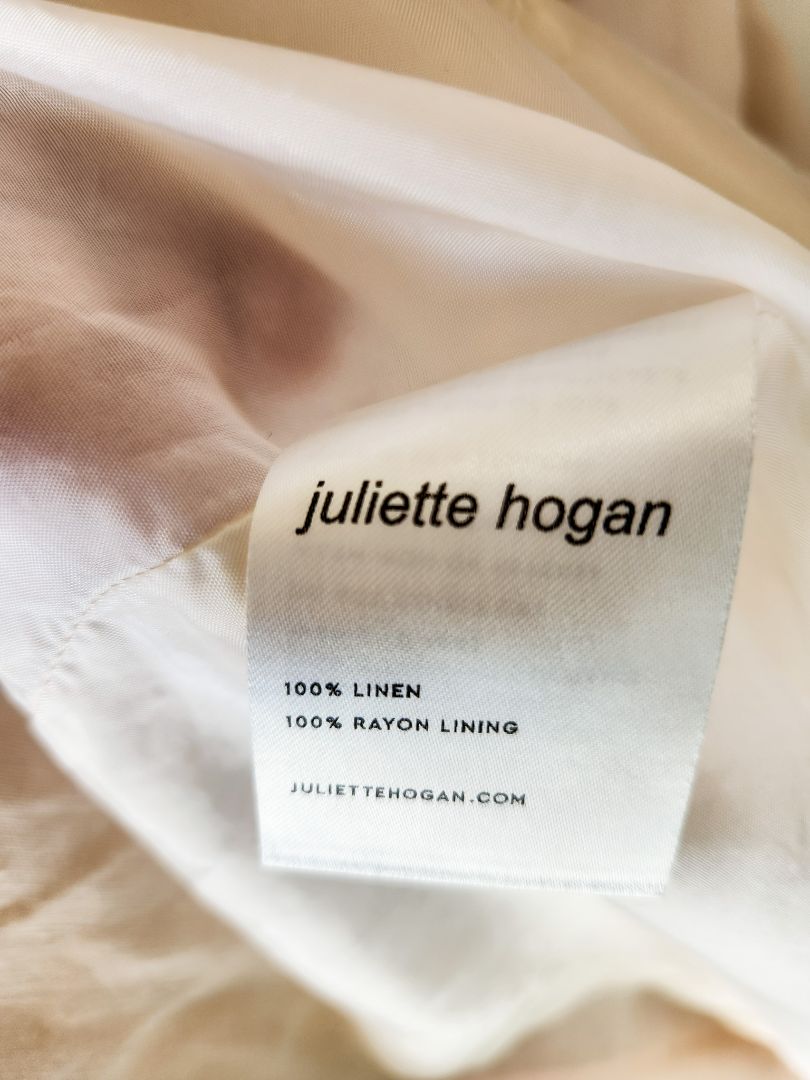 juliette hogan
100% LINEN
100% RAYON LINING
JULIETTEHOGAN.COM